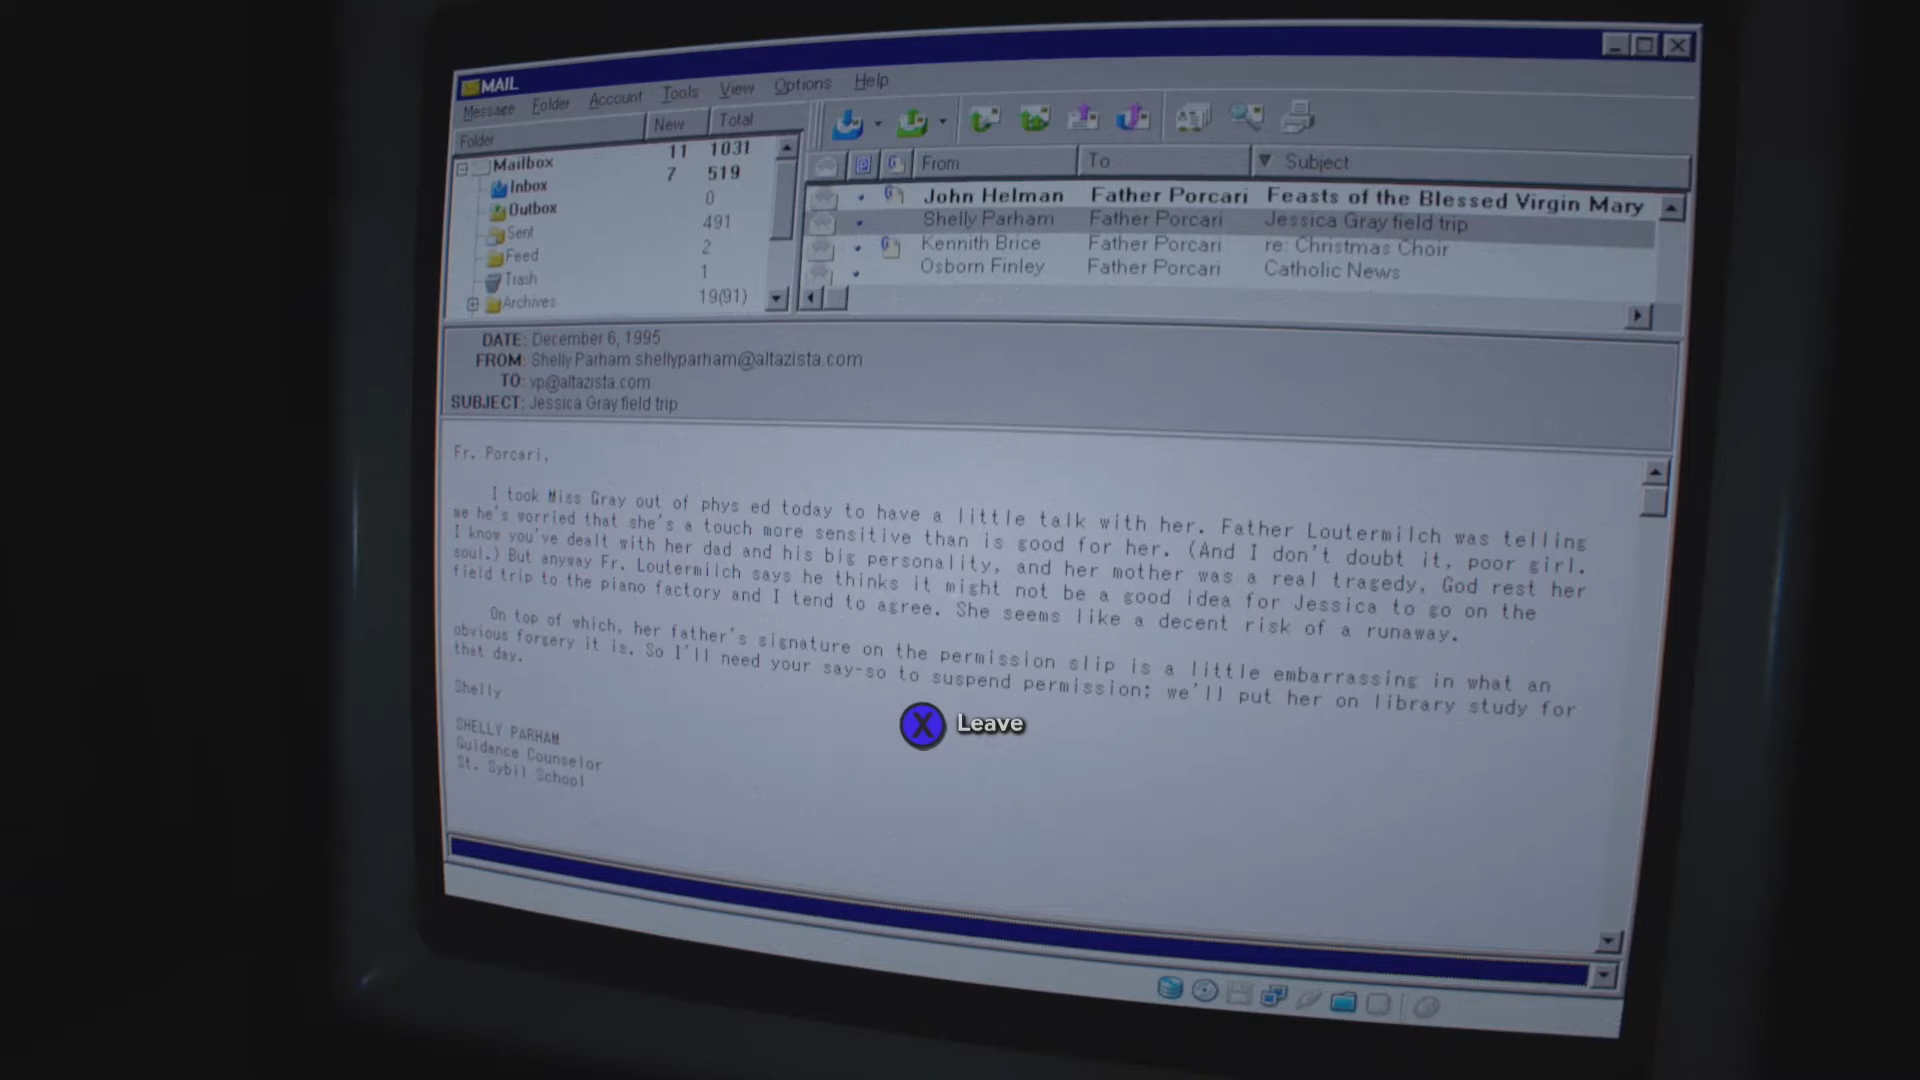 MAIL
Message Folder Account Tools View Options Help
Folder New Total
Mailbox 11 1031
Inbox 7 519
Outbox 0
Sent 491
Feed 2
Trash 1
Archives 19(91)
From To Subject
John Helman Father Porcari Feasts of the Blessed Virgin Mary
Shelly Parham Father Porcari Jessica Gray field trip
Kennith Brice Father Porcari re: Christmas Choir
Osborn Finley Father Porcari Catholic News
DATE: December 6, 1995
FROM: Shelly Parham shellyparham@altazista.com
TO: vp@altazista.com
SUBJECT: Jessica Gray field trip
Fr. Porcari,
I took Miss Gray out of phys ed today to have a little talk with her. Father Loutermilch was telling
me he's worried that she's a touch more sensitive than is good for her. (And I don't doubt it, poor girl.
I know you've dealt with her dad and his big personality, and her mother was a real tragedy, God rest her
soul.) But anyway Fr. Loutermilch says he thinks it might not be a good idea for Jessica to go on the
field trip to the piano factory and I tend to agree. She seems like a decent risk of a runaway.
On top of which, her father's signature on the permission slip is a little embarrassing in what an
obvious forgery it is. So I'll need your say-so to suspend permission; we'll put her on library study for
that day.
Shelly
SHELLY PARHAM
Guidance Counselor
St. Sybil School
X Leave